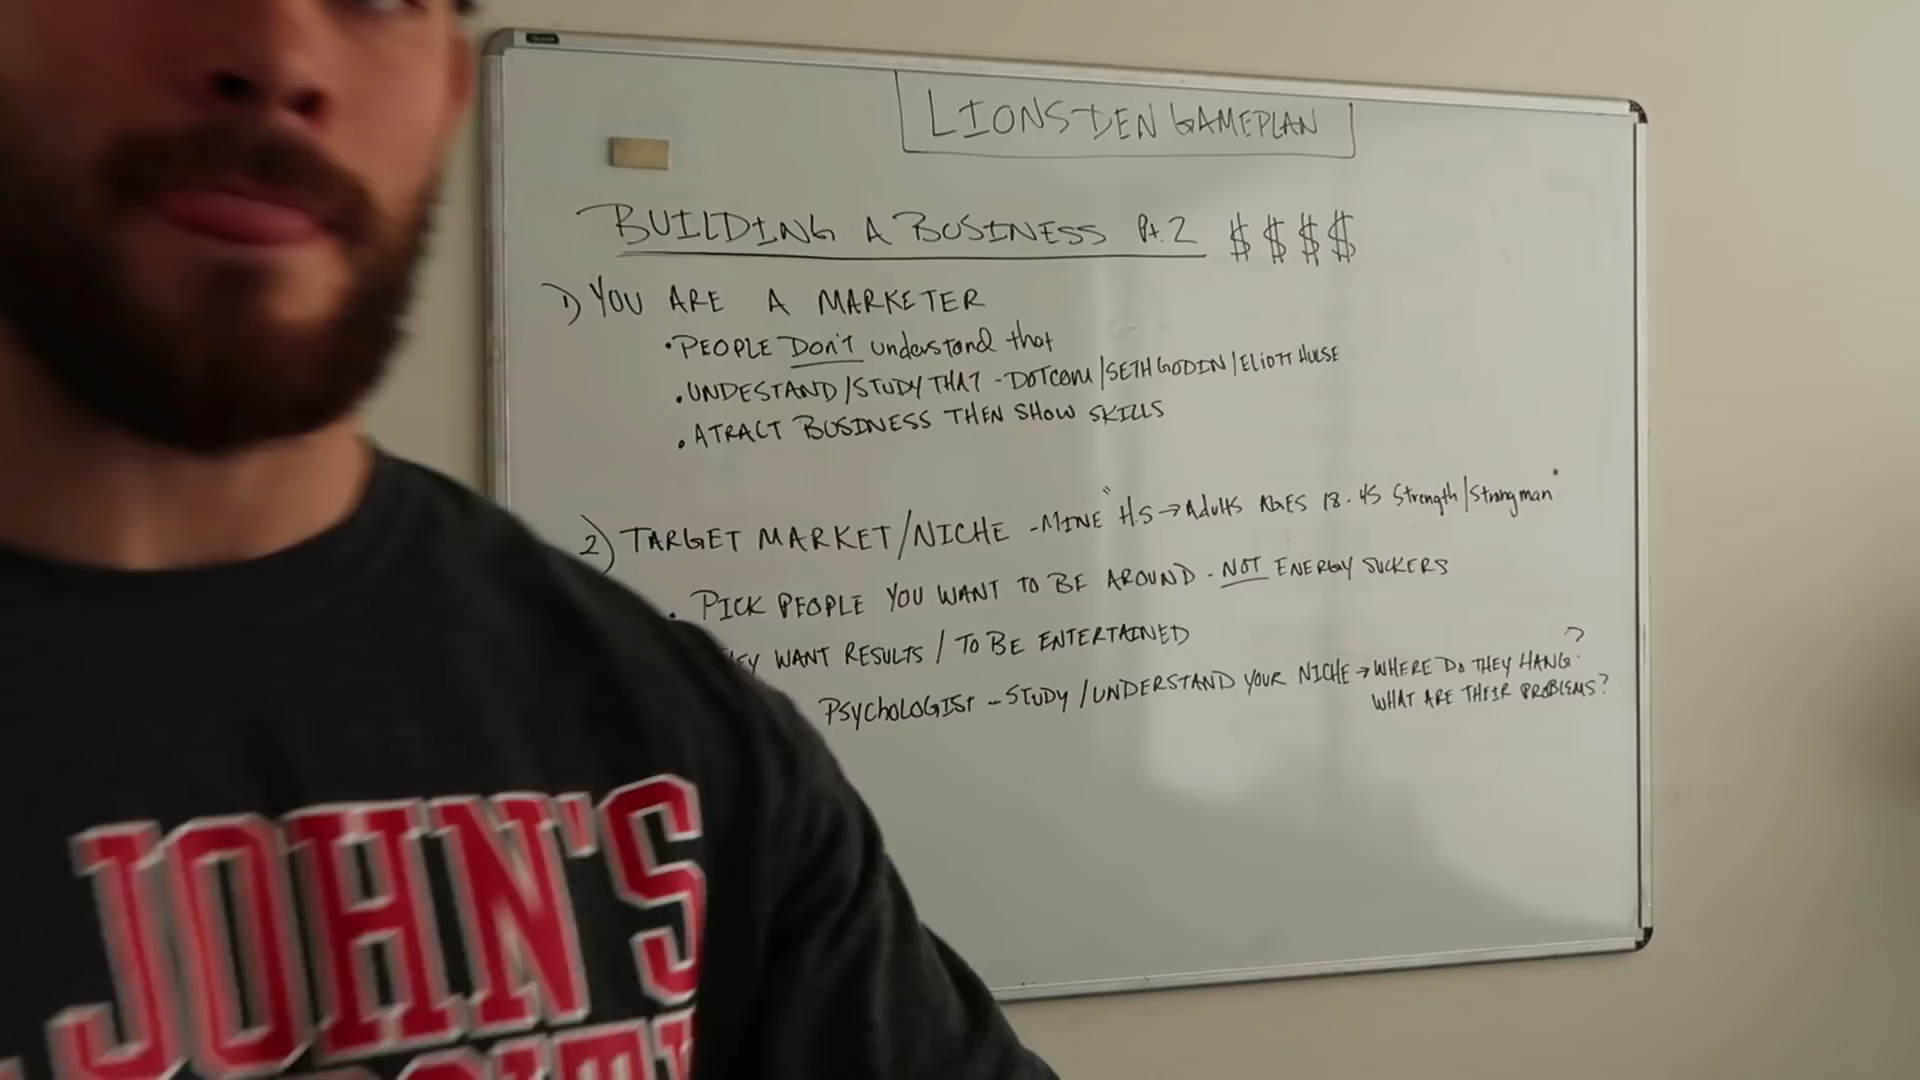 LIONSDEN GAMEPLAN
BUILDING A BUSINESS Pt. 2 $ $ $ $
1) YOU ARE A MARKETER
• PEOPLE DON'T understand that
• UNDESTAND/STUDY THAT - DOTCOM/SETH GODIN/ELIOTT HULSE
• ATRACT BUSINESS THEN SHOW SKILLS
2) TARGET MARKET/NICHE - MINE "H.S → Adults AGES 18-45 Strength/Strongman"
• PICK PEOPLE YOU WANT TO BE AROUND - NOT ENERGY SUCKERS
WANT RESULTS / TO BE ENTERTAINED
PSYCHOLOGIST - STUDY/UNDERSTAND YOUR NICHE → WHERE DO THEY HANG?
WHAT ARE THEIR PROBLEMS?
JOHN'S